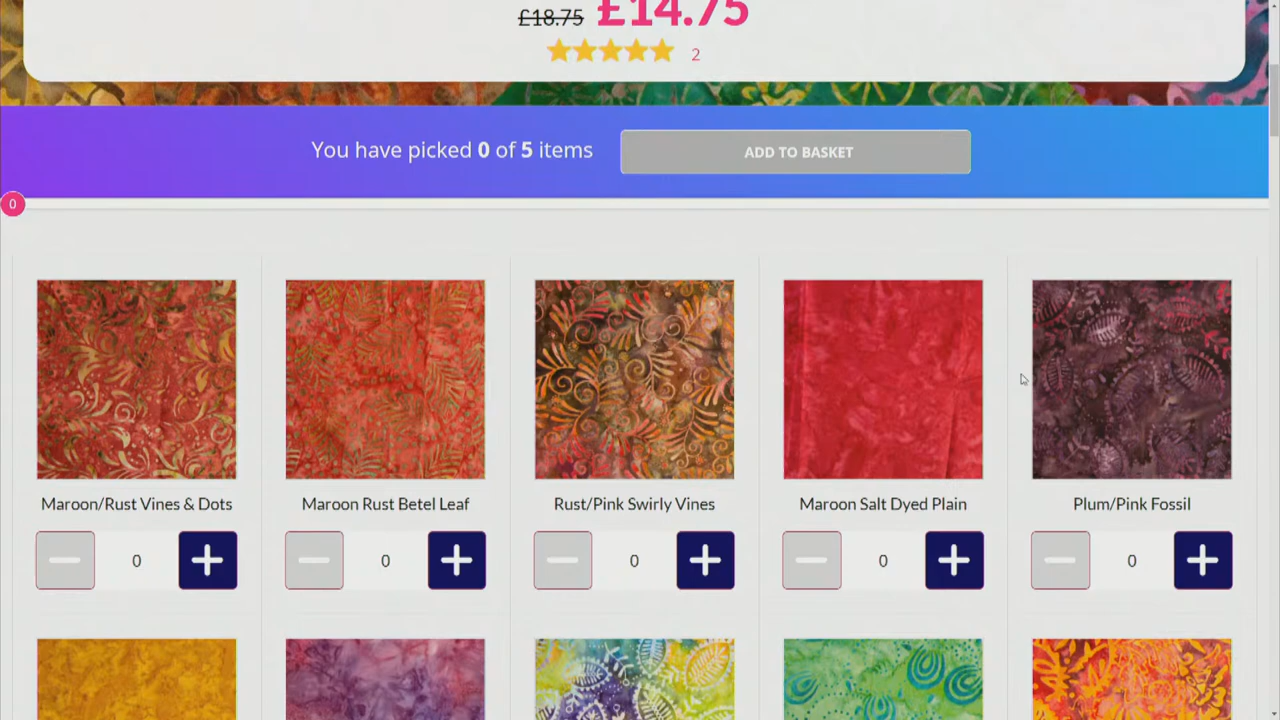 £18.75 £14.75
2
You have picked 0 of 5 items
ADD TO BASKET
0
Maroon/Rust Vines & Dots
Maroon Rust Betel Leaf
Rust/Pink Swirly Vines
Maroon Salt Dyed Plain
Plum/Pink Fossil
0
0
0
0
0